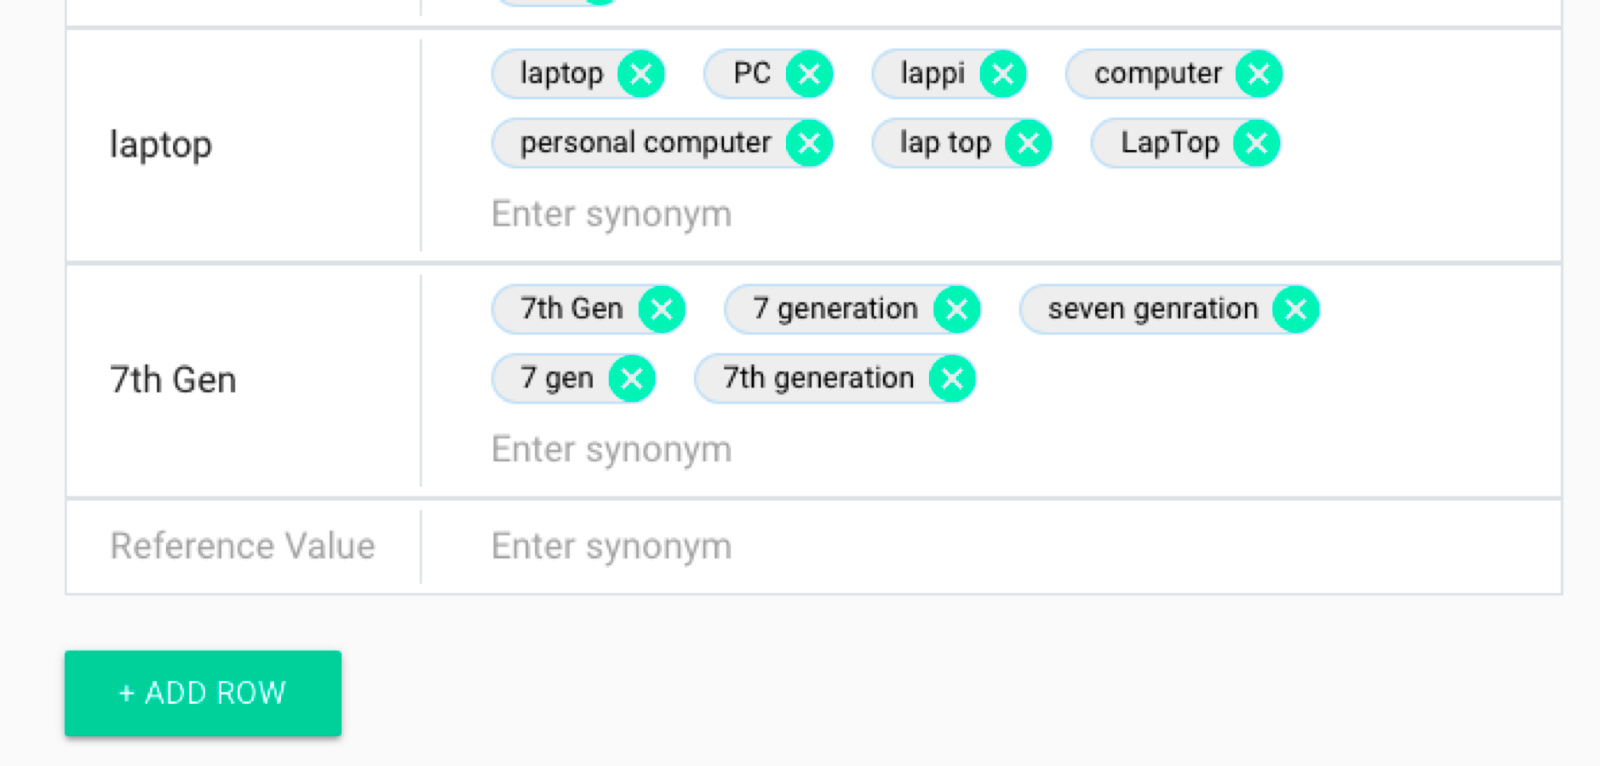 laptop PC lappi computer
laptop
personal computer lap top LapTop
Enter synonym
7th Gen 7 generation seven genration
7th Gen
7 gen 7th generation
Enter synonym
Reference Value Enter synonym
+ ADD ROW